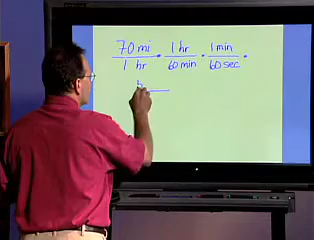 70 mi / 1 hr • 1 hr / 60 min • 1 min / 60 sec •